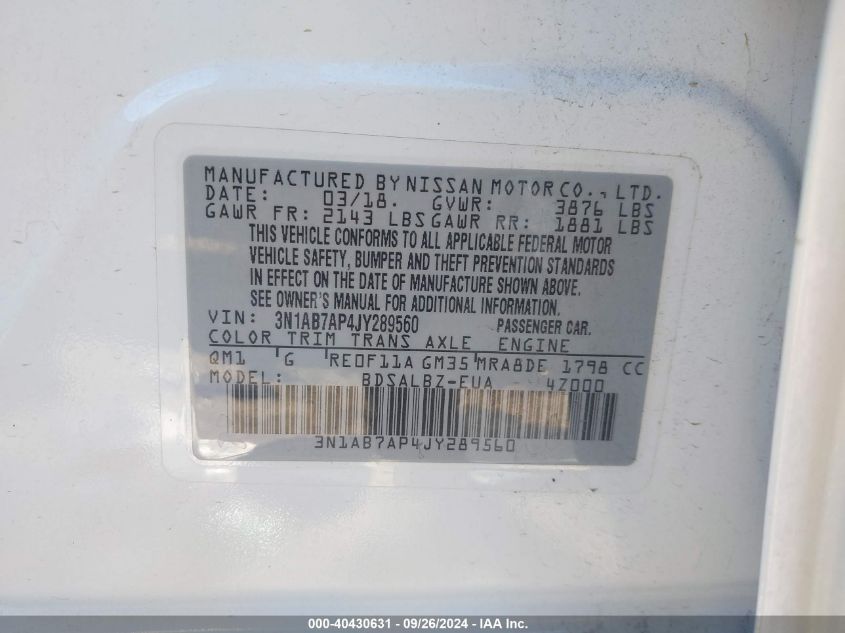 MANUFACTURED BY NISSAN MOTOR CO., LTD.
DATE: 03/18. GVWR: 3876 LBS
GAWR FR: 2143 LBS GAWR RR: 1881 LBS
THIS VEHICLE CONFORMS TO ALL APPLICABLE FEDERAL MOTOR
VEHICLE SAFETY, BUMPER AND THEFT PREVENTION STANDARDS
IN EFFECT ON THE DATE OF MANUFACTURE SHOWN ABOVE.
SEE OWNER'S MANUAL FOR ADDITIONAL INFORMATION.
VIN: 3N1AB7AP4JY289560 PASSENGER CAR.
COLOR TRIM TRANS AXLE ENGINE
QM1 G RE0F11A GM35 MRA8DE 1798 CC
MODEL: BDSALBZ-EUA 4Z000
3N1AB7AP4JY289560
000-40430631 - 09/26/2024 - IAA Inc.